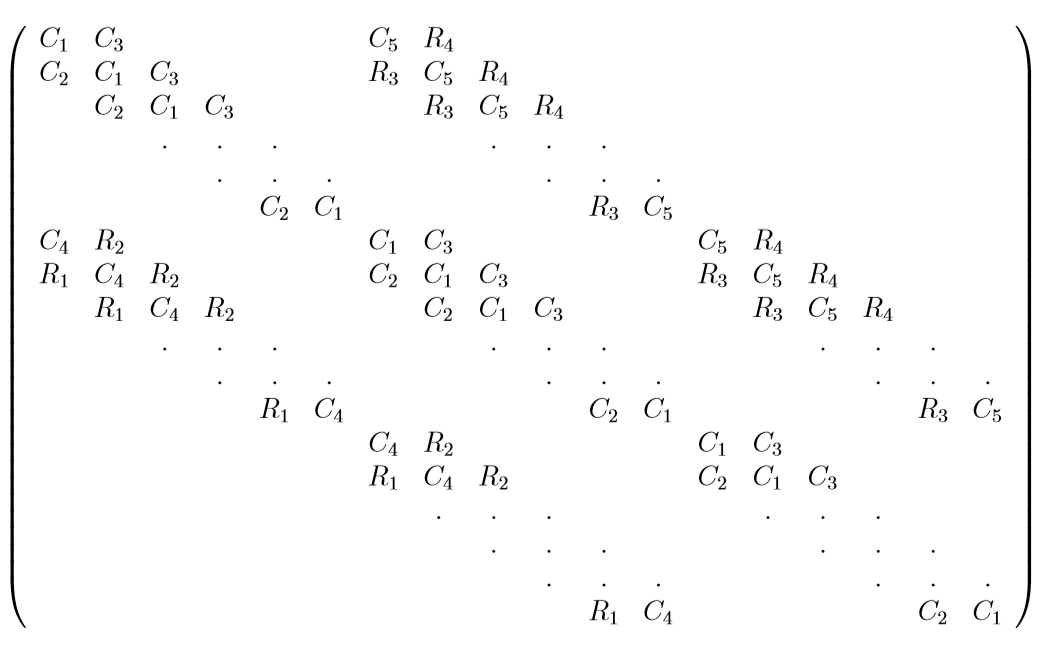 C₁ C₃ C₅ R₄
C₂ C₁ C₃ R₃ C₅ R₄
C₂ C₁ C₃ R₃ C₅ R₄
. . . . . .
. . . . . .
C₂ C₁ R₃ C₅
C₄ R₂ C₁ C₃ C₅ R₄
R₁ C₄ R₂ C₂ C₁ C₃ R₃ C₅ R₄
R₁ C₄ R₂ C₂ C₁ C₃ R₃ C₅ R₄
. . . . . . . . .
. . . . . . . . .
R₁ C₄ C₂ C₁ R₃ C₅
C₄ R₂ C₁ C₃
R₁ C₄ R₂ C₂ C₁ C₃
. . . . . .
. . . . . .
. . . . . .
R₁ C₄ C₂ C₁